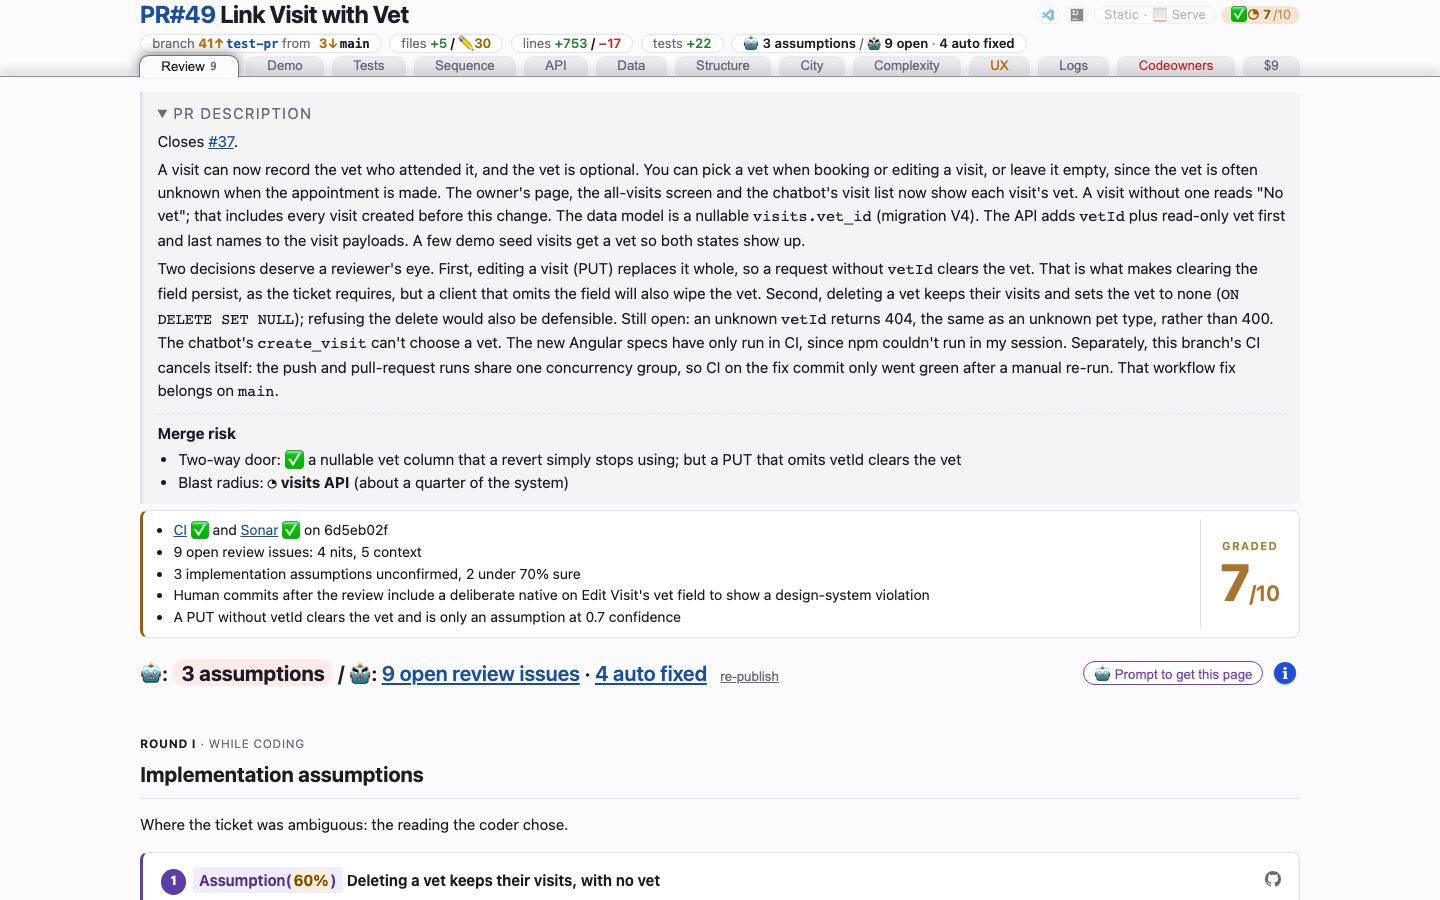 PR#49 Link Visit with Vet
Static · Serve
✅◔ 7/10
branch 41↑ test-pr from 3↓ main
files +5 / ✏️30
lines +753 / −17
tests +22
3 assumptions / 9 open · 4 auto fixed
Review 9
Demo
Tests
Sequence
API
Data
Structure
City
Complexity
UX
Logs
Codeowners
$9
▼ PR DESCRIPTION
Closes #37.
A visit can now record the vet who attended it, and the vet is optional. You can pick a vet when booking or editing a visit, or leave it empty, since the vet is often
unknown when the appointment is made. The owner's page, the all-visits screen and the chatbot's visit list now show each visit's vet. A visit without one reads "No
vet"; that includes every visit created before this change. The data model is a nullable visits.vet_id (migration V4). The API adds vetId plus read-only vet first
and last names to the visit payloads. A few demo seed visits get a vet so both states show up.
Two decisions deserve a reviewer's eye. First, editing a visit (PUT) replaces it whole, so a request without vetId clears the vet. That is what makes clearing the
field persist, as the ticket requires, but a client that omits the field will also wipe the vet. Second, deleting a vet keeps their visits and sets the vet to none (ON
DELETE SET NULL); refusing the delete would also be defensible. Still open: an unknown vetId returns 404, the same as an unknown pet type, rather than 400.
The chatbot's create_visit can't choose a vet. The new Angular specs have only run in CI, since npm couldn't run in my session. Separately, this branch's CI
cancels itself: the push and pull-request runs share one concurrency group, so CI on the fix commit only went green after a manual re-run. That workflow fix
belongs on main.
Merge risk
• Two-way door: ✅ a nullable vet column that a revert simply stops using; but a PUT that omits vetId clears the vet
• Blast radius: ◔ visits API (about a quarter of the system)
• CI ✅ and Sonar ✅ on 6d5eb02f
• 9 open review issues: 4 nits, 5 context
• 3 implementation assumptions unconfirmed, 2 under 70% sure
• Human commits after the review include a deliberate native on Edit Visit's vet field to show a design-system violation
• A PUT without vetId clears the vet and is only an assumption at 0.7 confidence
GRADED
7/10
: 3 assumptions / : 9 open review issues · 4 auto fixed re-publish
Prompt to get this page
i
ROUND I · WHILE CODING
Implementation assumptions
Where the ticket was ambiguous: the reading the coder chose.
1 Assumption(60%) Deleting a vet keeps their visits, with no vet